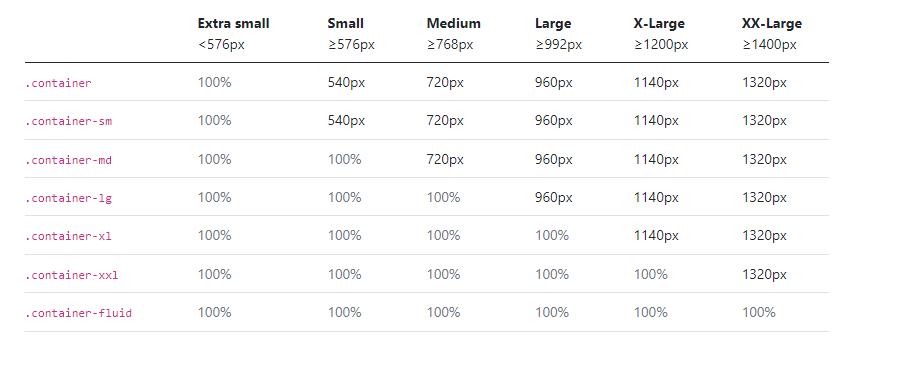 Extra small Small Medium Large X-Large XX-Large
<576px ≥576px ≥768px ≥992px ≥1200px ≥1400px
.container 100% 540px 720px 960px 1140px 1320px
.container-sm 100% 540px 720px 960px 1140px 1320px
.container-md 100% 100% 720px 960px 1140px 1320px
.container-lg 100% 100% 100% 960px 1140px 1320px
.container-xl 100% 100% 100% 100% 1140px 1320px
.container-xxl 100% 100% 100% 100% 100% 1320px
.container-fluid 100% 100% 100% 100% 100% 100%